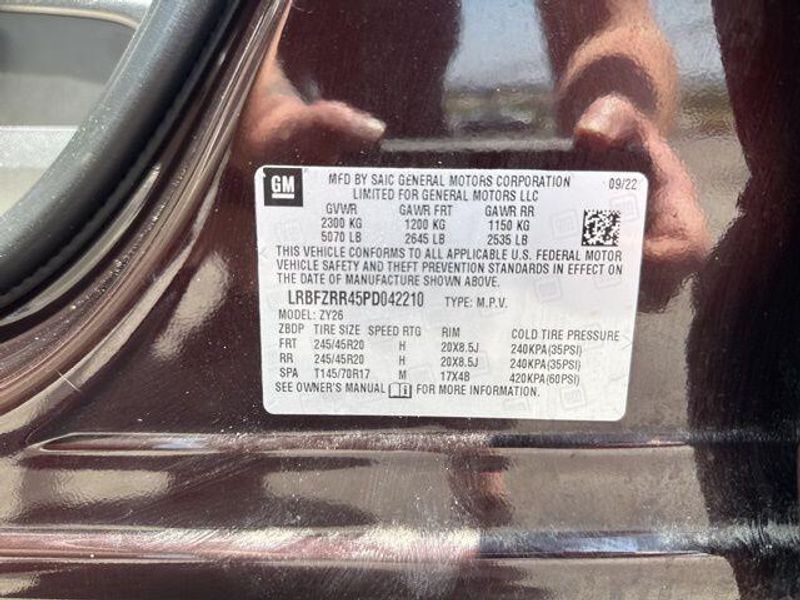 GM MFD BY SAIC GENERAL MOTORS CORPORATION 09/22
LIMITED FOR GENERAL MOTORS LLC
GVWR GAWR FRT GAWR RR
2300 KG 1200 KG 1150 KG
5070 LB 2645 LB 2535 LB
THIS VEHICLE CONFORMS TO ALL APPLICABLE U.S. FEDERAL MOTOR
VEHICLE SAFETY AND THEFT PREVENTION STANDARDS IN EFFECT ON
THE DATE OF MANUFACTURE SHOWN ABOVE.
LRBFZRR45PD042210 TYPE: M.P.V.
MODEL: ZY26
ZBDP TIRE SIZE SPEED RTG RIM COLD TIRE PRESSURE
FRT 245/45R20 H 20X8.5J 240KPA(35PSI)
RR 245/45R20 H 20X8.5J 240KPA(35PSI)
SPA T145/70R17 M 17X4B 420KPA(60PSI)
SEE OWNER'S MANUAL FOR MORE INFORMATION.